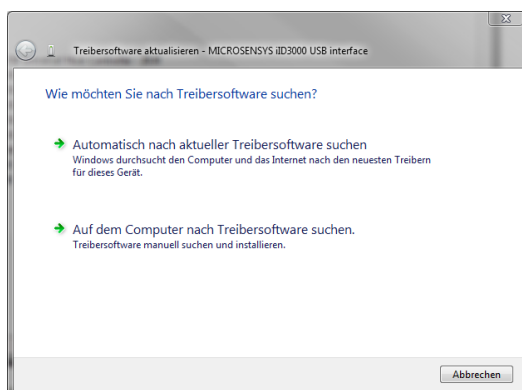 Treibersoftware aktualisieren - MICROSENSYS iID3000 USB interface
Wie möchten Sie nach Treibersoftware suchen?
Automatisch nach aktueller Treibersoftware suchen
Windows durchsucht den Computer und das Internet nach den neuesten Treibern
für dieses Gerät.
Auf dem Computer nach Treibersoftware suchen.
Treibersoftware manuell suchen und installieren.
Abbrechen